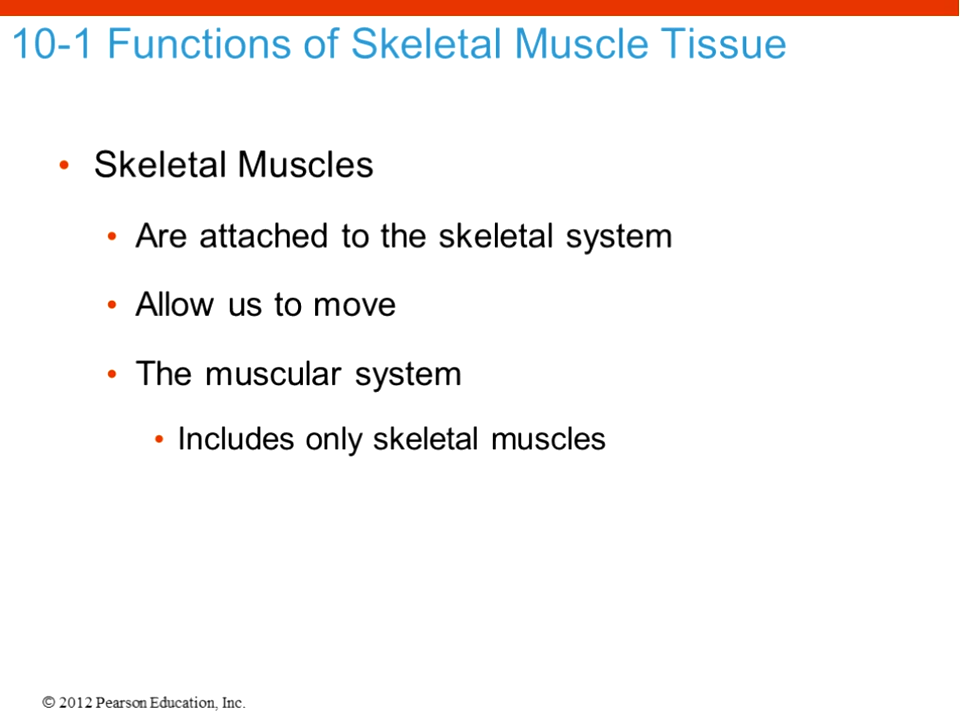 10-1 Functions of Skeletal Muscle Tissue
• Skeletal Muscles
• Are attached to the skeletal system
• Allow us to move
• The muscular system
• Includes only skeletal muscles
© 2012 Pearson Education, Inc.